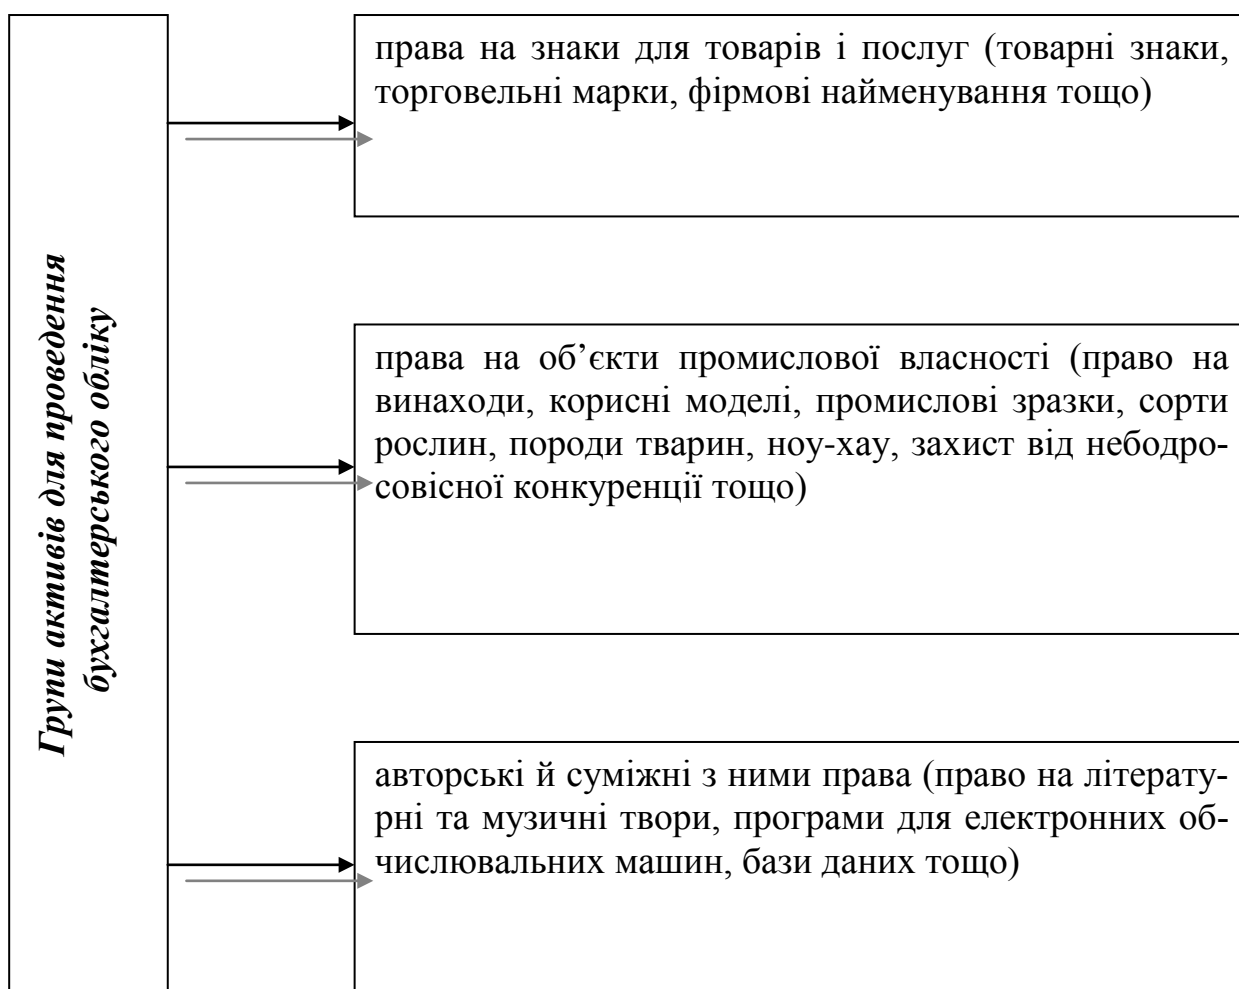 Групи активів для проведення
бухгалтерського обліку
права на знаки для товарів і послуг (товарні знаки,
торговельні марки, фірмові найменування тощо)
права на об’єкти промислової власності (право на
винаходи, корисні моделі, промислові зразки, сорти
рослин, породи тварин, ноу-хау, захист від небодро-
совісної конкуренції тощо)
авторські й суміжні з ними права (право на літерату-
рні та музичні твори, програми для електронних об-
числювальних машин, бази даних тощо)